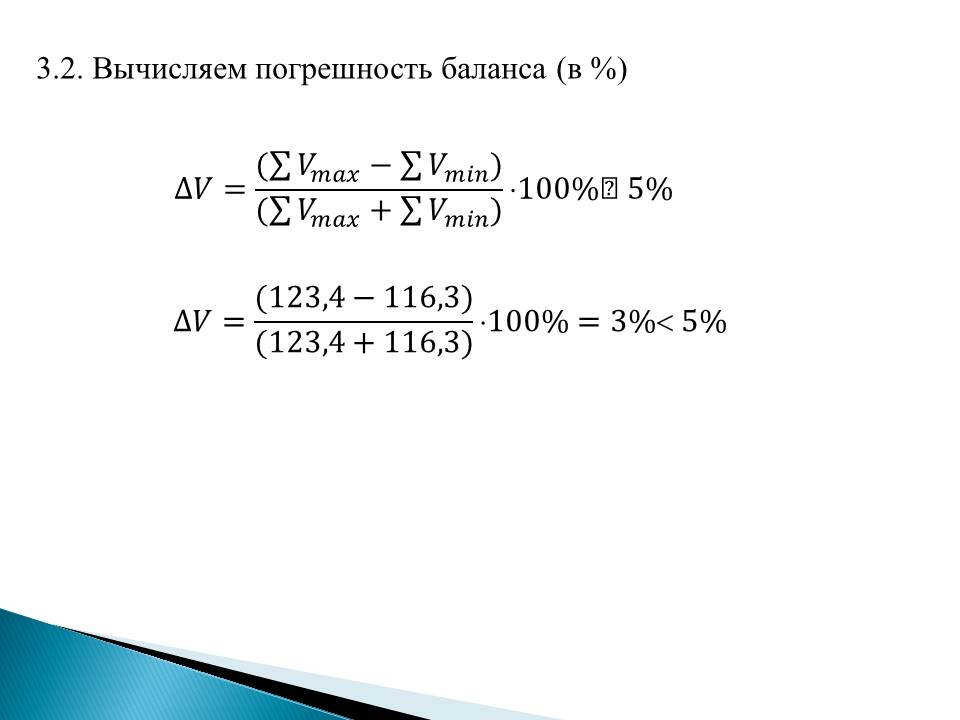 3.2. Вычисляем погрешность баланса (в %)
ΔV = (∑ V_max − ∑ V_min) / (∑ V_max + ∑ V_min) ·100% 5%
ΔV = (123,4 − 116,3) / (123,4 + 116,3) ·100% = 3%< 5%